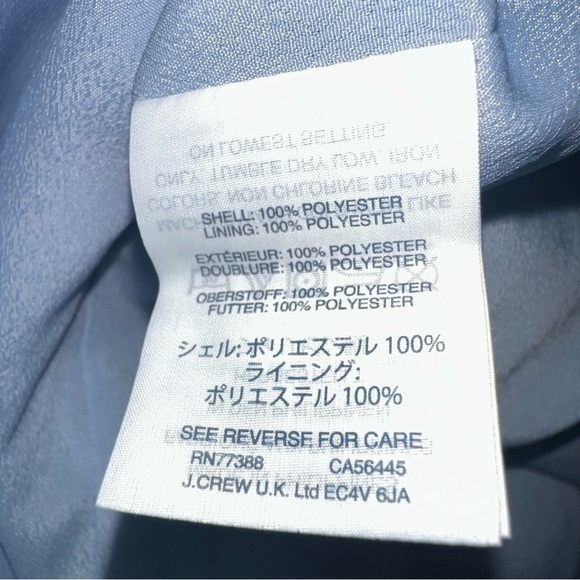 SHELL: 100% POLYESTER
LINING: 100% POLYESTER
EXTÉRIEUR: 100% POLYESTER
DOUBLURE: 100% POLYESTER
OBERSTOFF: 100% POLYESTER
FUTTER: 100% POLYESTER
シェル: ポリエステル 100%
ライニング:
ポリエステル 100%
SEE REVERSE FOR CARE
RN77388 CA56445
J.CREW U.K. Ltd EC4V 6JA